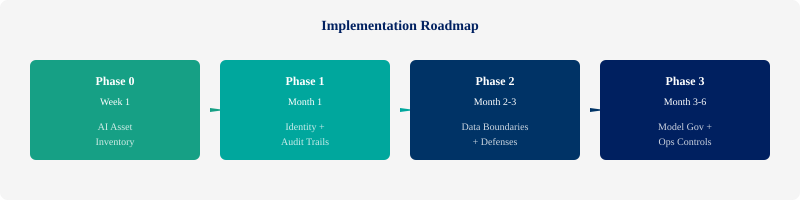 Implementation Roadmap
Phase 0
Week 1
AI Asset
Inventory
Phase 1
Month 1
Identity +
Audit Trails
Phase 2
Month 2-3
Data Boundaries
+ Defenses
Phase 3
Month 3-6
Model Gov +
Ops Controls